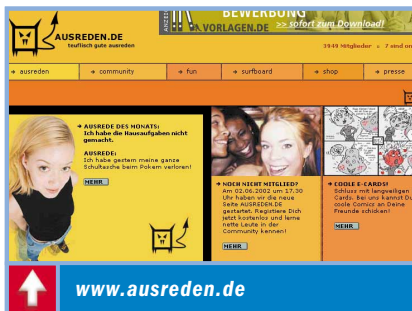 BEWERBUNG
VORLAGEN.DE >> sofort zum Download!
AUSREDEN.DE
teuflisch gute ausreden
3949 Mitglieder
7 sind on
ausreden
community
fun
surfboard
shop
presse
AUSREDE DES MONATS:
Ich habe die Hausaufgaben nicht
gemacht.
AUSREDE:
Ich habe gestern meine ganze
Schultasche beim Pokern verloren!
MEHR
NOCH NICHT MITGLIED?
Am 02.06.2002 um 17.30
Uhr haben wir die neue
Seite AUSREDEN.DE
gestartet. Registiere Dich
jetzt kostenlos und lerne
nette Leute in der
Community kennen!
MEHR
COOLE E-CARDS!
Schluss mit langweiligen
Cards. Bei uns kannst Du
coole Comics an Deine
Freunde schicken!
MEHR
www.ausreden.de